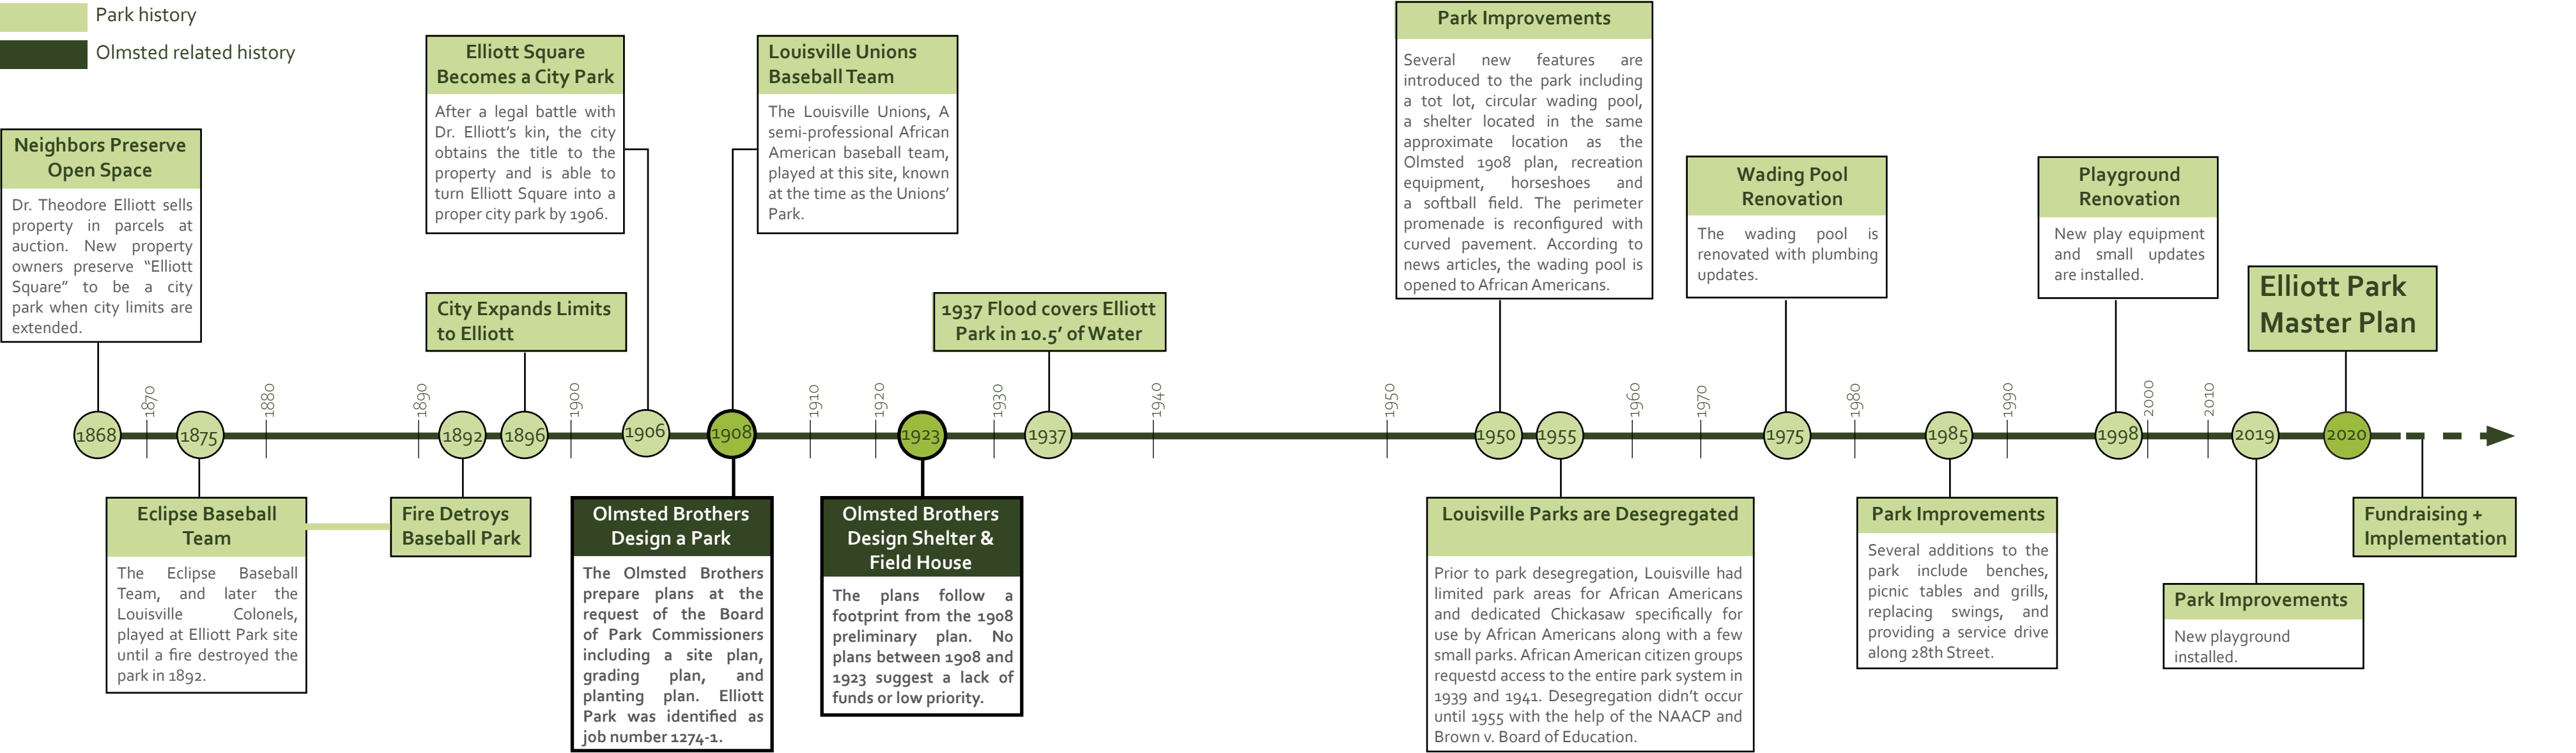 Park history
Olmsted related history
Neighbors Preserve
Open Space
Dr. Theodore Elliott sells
property in parcels at
auction. New property
owners preserve “Elliott
Square” to be a city
park when city limits are
extended.
Elliott Square
Becomes a City Park
After a legal battle with
Dr. Elliott’s kin, the city
obtains the title to the
property and is able to
turn Elliott Square into a
proper city park by 1906.
Louisville Unions
Baseball Team
The Louisville Unions, A
semi-professional African
American baseball team,
played at this site, known
at the time as the Unions’
Park.
City Expands Limits
to Elliott
1937 Flood covers Elliott
Park in 10.5’ of Water
Park Improvements
Several new features are
introduced to the park including
a tot lot, circular wading pool,
a shelter located in the same
approximate location as the
Olmsted 1908 plan, recreation
equipment, horseshoes and
a softball field. The perimeter
promenade is reconfigured with
curved pavement. According to
news articles, the wading pool is
opened to African Americans.
Wading Pool
Renovation
The wading pool is
renovated with plumbing
updates.
Playground
Renovation
New play equipment
and small updates
are installed.
Elliott Park
Master Plan
1870
1880
1890
1900
1910
1920
1930
1940
1950
1960
1970
1980
1990
2000
2010
1868
1875
1892
1896
1906
1908
1923
1937
1950
1955
1975
1985
1998
2019
2020
Eclipse Baseball
Team
The Eclipse Baseball
Team, and later the
Louisville Colonels,
played at Elliott Park site
until a fire destroyed the
park in 1892.
Fire Detroys
Baseball Park
Olmsted Brothers
Design a Park
The Olmsted Brothers
prepare plans at the
request of the Board
of Park Commissioners
including a site plan,
grading plan, and
planting plan. Elliott
Park was identified as
job number 1274-1.
Olmsted Brothers
Design Shelter &
Field House
The plans follow a
footprint from the 1908
preliminary plan. No
plans between 1908 and
1923 suggest a lack of
funds or low priority.
Louisville Parks are Desegregated
Prior to park desegregation, Louisville had
limited park areas for African Americans
and dedicated Chickasaw specifically for
use by African Americans along with a few
small parks. African American citizen groups
requestd access to the entire park system in
1939 and 1941. Desegregation didn’t occur
until 1955 with the help of the NAACP and
Brown v. Board of Education.
Park Improvements
Several additions to the
park include benches,
picnic tables and grills,
replacing swings, and
providing a service drive
along 28th Street.
Park Improvements
New playground
installed.
Fundraising +
Implementation